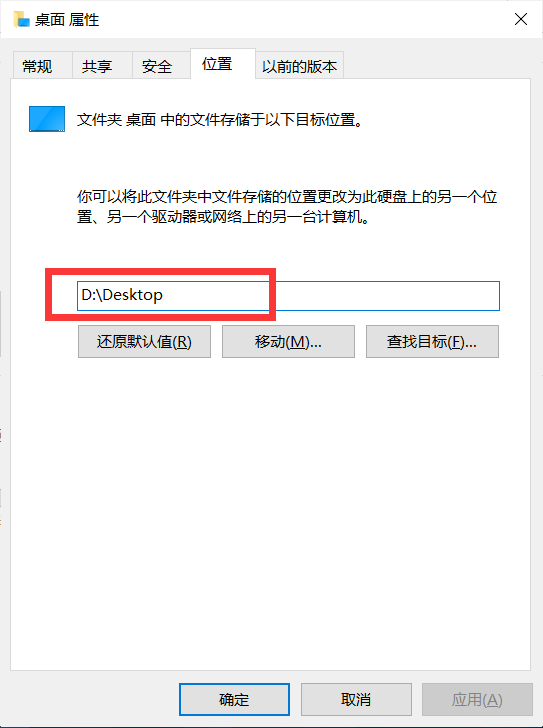 桌面 属性
常规 共享 安全 位置 以前的版本
文件夹 桌面 中的文件存储于以下目标位置。
你可以将此文件夹中文件存储的位置更改为此硬盘上的另一个位
置、另一个驱动器或网络上的另一台计算机。
D:\Desktop
还原默认值(R) 移动(M)... 查找目标(F)...
确定 取消 应用(A)